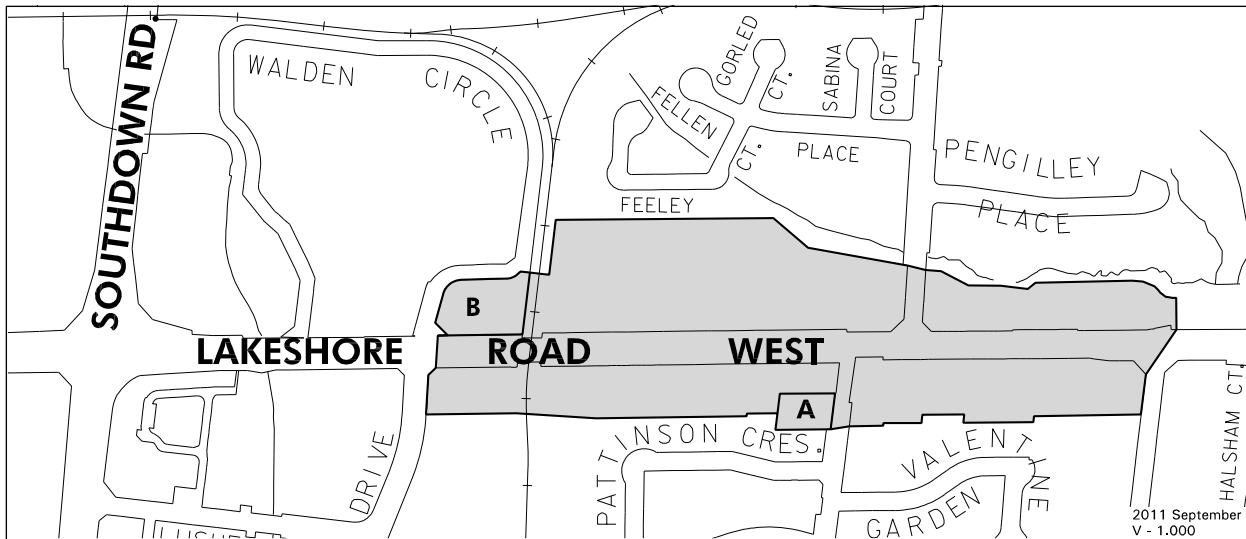 SOUTHDOWN RD.
WALDEN CIRCLE
GORLED CT.
SABINA COURT
FELLEN CT.
PLACE
PENGILLEY PLACE
FEELEY
B
LAKESHORE ROAD WEST
A
PATTINSON CRES.
VALENTINE
GARDEN
DRIVE
HALSHAM CT.
2011 September
V - 1.000